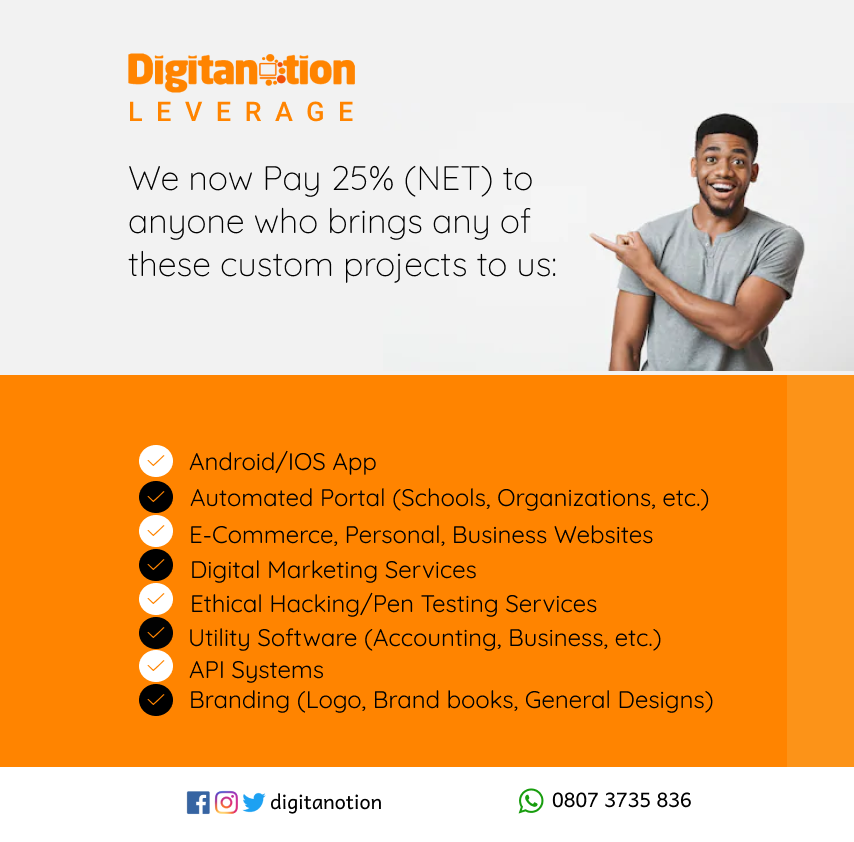 Digitanotion
LEVERAGE
We now Pay 25% (NET) to
anyone who brings any of
these custom projects to us:
Android/IOS App
Automated Portal (Schools, Organizations, etc.)
E-Commerce, Personal, Business Websites
Digital Marketing Services
Ethical Hacking/Pen Testing Services
Utility Software (Accounting, Business, etc.)
API Systems
Branding (Logo, Brand books, General Designs)
digitanotion
0807 3735 836